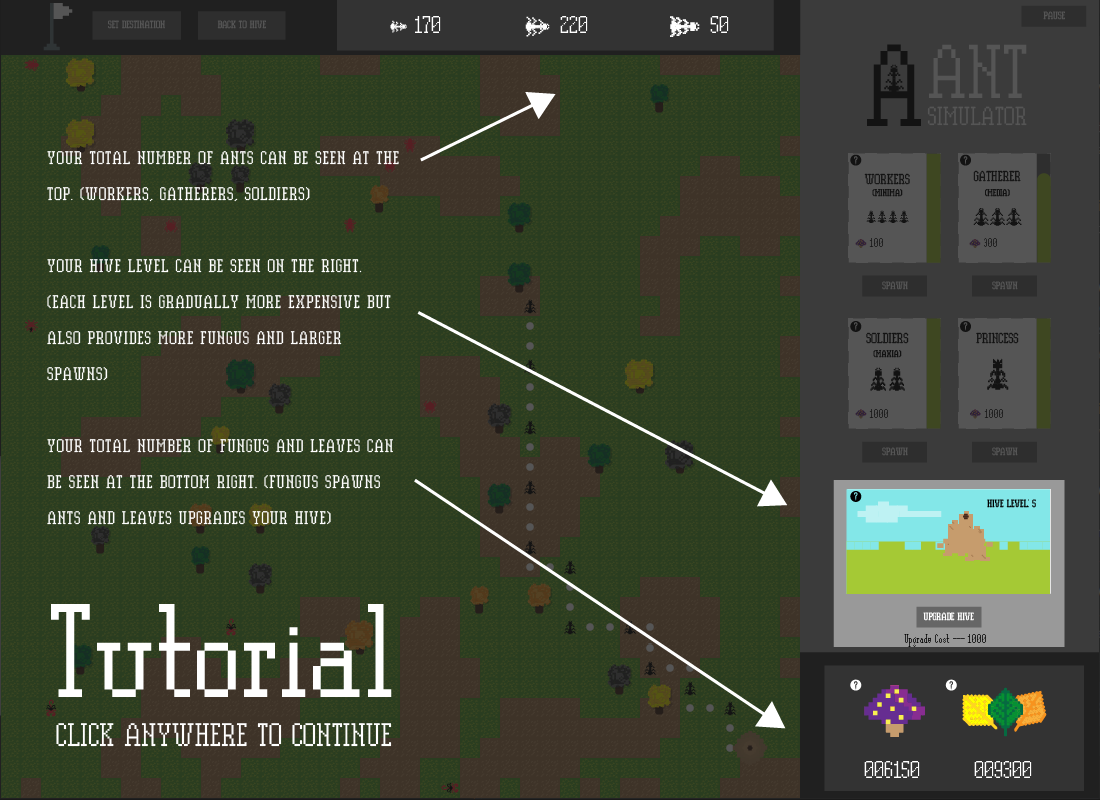 SET DESTINATION
BACK TO HIVE
170
220
50
PAUSE
ANT
SIMULATOR
YOUR TOTAL NUMBER OF ANTS CAN BE SEEN AT THE
TOP. (WORKERS, GATHERERS, SOLDIERS)
YOUR HIVE LEVEL CAN BE SEEN ON THE RIGHT.
(EACH LEVEL IS GRADUALLY MORE EXPENSIVE BUT
ALSO PROVIDES MORE FUNGUS AND LARGER
SPAWNS)
YOUR TOTAL NUMBER OF FUNGUS AND LEAVES CAN
BE SEEN AT THE BOTTOM RIGHT. (FUNGUS SPAWNS
ANTS AND LEAVES UPGRADES YOUR HIVE)
Tutorial
CLICK ANYWHERE TO CONTINUE
?
WORKERS
(MINIMA)
100
SPAWN
?
GATHERER
(MEDIA)
300
SPAWN
?
SOLDIERS
(MAXIA)
1000
SPAWN
?
PRINCESS
1000
SPAWN
?
HIVE LEVEL: 5
UPGRADE HIVE
Upgrade Cost --- 1000
?
006150
?
009300